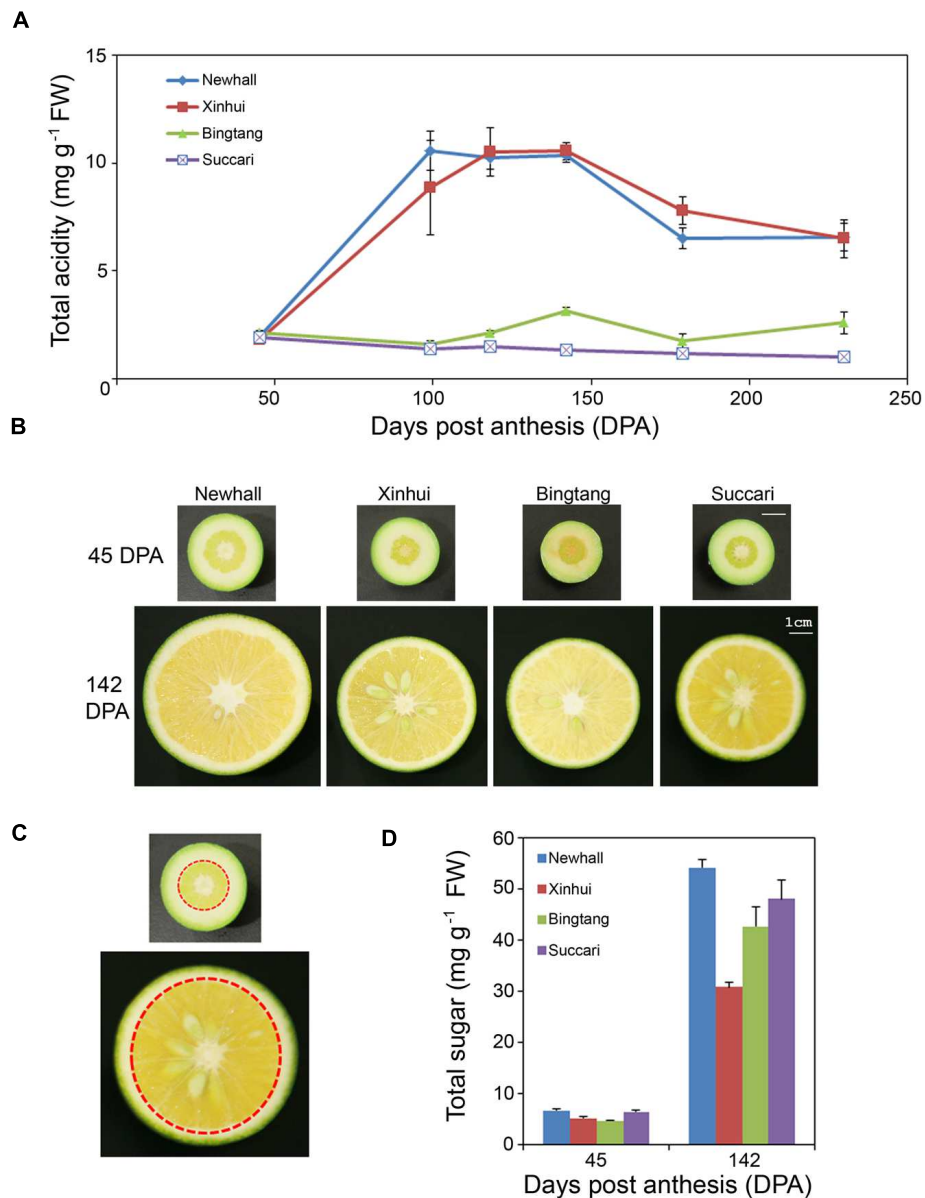 A
Total acidity (mg g-1 FW)
15
10
5
0
Newhall
Xinhui
Bingtang
Succari
50 100 150 200 250
Days post anthesis (DPA)
B
Newhall Xinhui Bingtang Succari
45 DPA
142
DPA
1cm
C
D
Total sugar (mg g-1 FW)
60
50
40
30
20
10
0
Newhall
Xinhui
Bingtang
Succari
45 142
Days post anthesis (DPA)